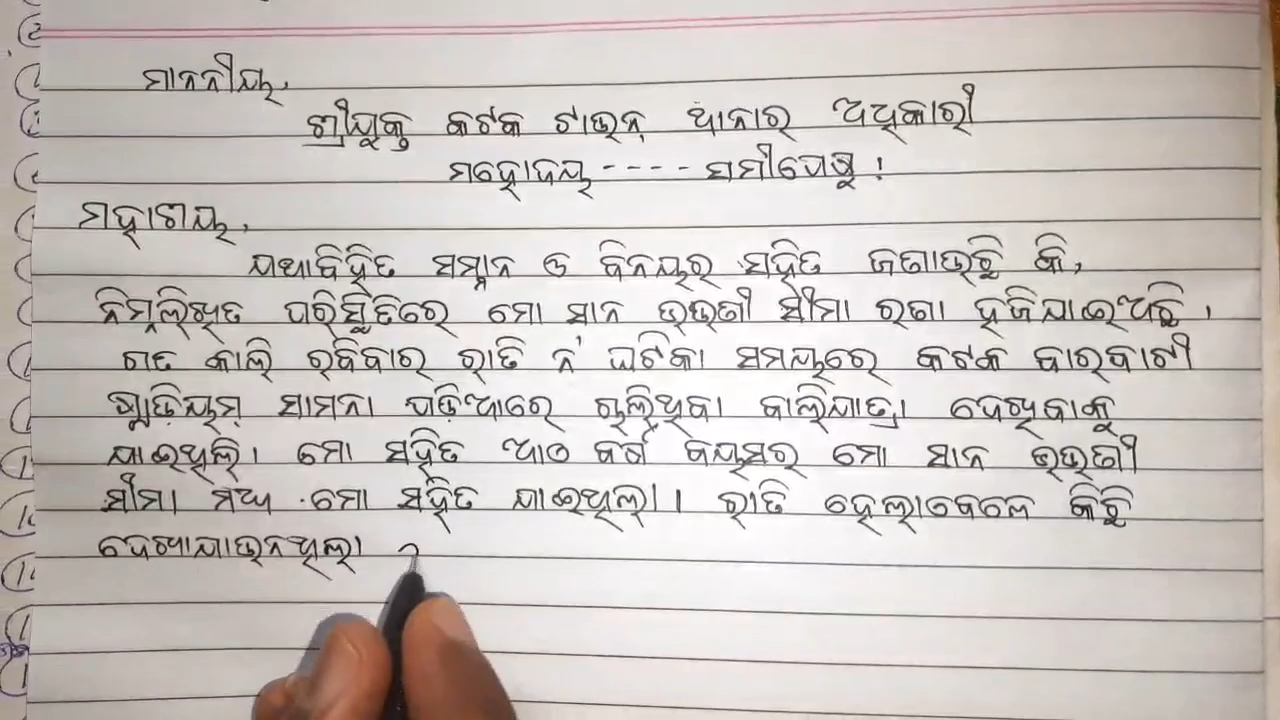 ମାନନୀୟ,
ଶ୍ରୀଯୁକ୍ତ କଟକ ଟାଉନ୍ ଥାନାର ଅଧିକାରୀ
ମହୋଦୟ ---- ସମୀପେଷୁ !
ମହାଶୟ,
ଯଥାବିହିତ ସମ୍ମାନ ଓ ବିନୟର ସହିତ ଜଣାଉଛି କି,
ନିମ୍ନଲିଖିତ ପରିସ୍ଥିତିରେ ମୋ ସାନ ଭଉଣୀ ସୀମା ରଣା ହଜିଯାଇଅଛି ।
ଗତ କାଲି ରବିବାର ରାତି ନଁ ଘଟିକା ସମୟରେ କଟକ ବାରବାଟୀ
ଷ୍ଟାଡ଼ିୟମ୍ ସାମନା ପଡ଼ିଆରେ ଚାଲିଥିବା ବାଲିଯାତ୍ରା ଦେଖିବାକୁ
ଯାଇଥିଲି। ମୋ ସହିତ ଆଠ ବର୍ଷ ବୟସର ମୋ ସାନ ଭଉଣୀ
ସୀମା ମଧ୍ୟ ମୋ ସହିତ ଯାଇଥିଲା । ରାତି ହେଲାବେଳେ କିଛି
ଦେଖାଯାଉନଥିଲା